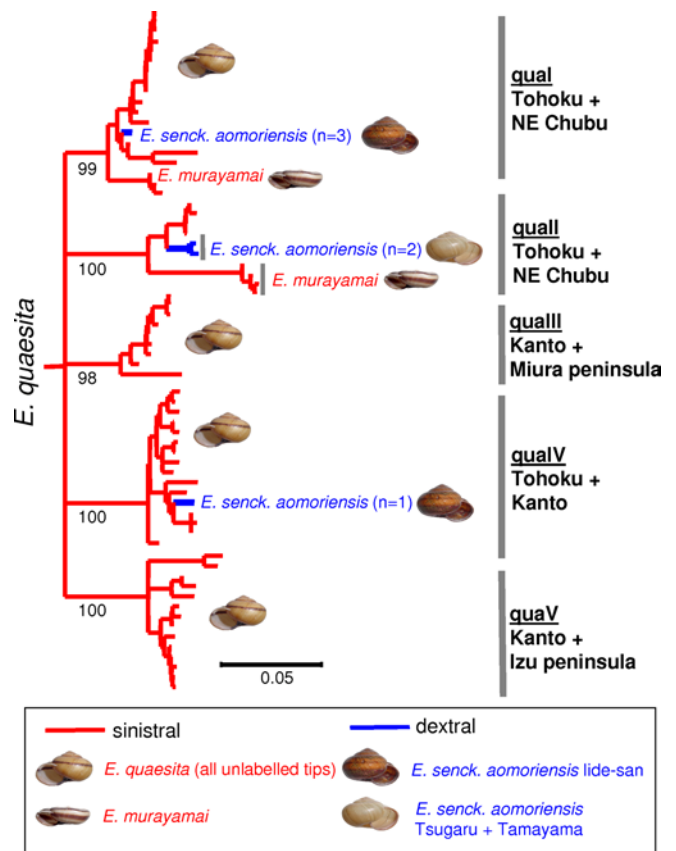 quaI
Tohoku +
NE Chubu
E. senck. aomoriensis (n=3)
99
E. murayamai
quaII
Tohoku +
NE Chubu
E. senck. aomoriensis (n=2)
100
E. murayamai
E. quaesita
quaIII
Kanto +
Miura peninsula
98
quaIV
Tohoku +
Kanto
E. senck. aomoriensis (n=1)
100
quaV
Kanto +
Izu peninsula
100
0.05
sinistral
dextral
E. quaesita (all unlabelled tips)
E. senck. aomoriensis Iide-san
E. murayamai
E. senck. aomoriensis
Tsugaru + Tamayama